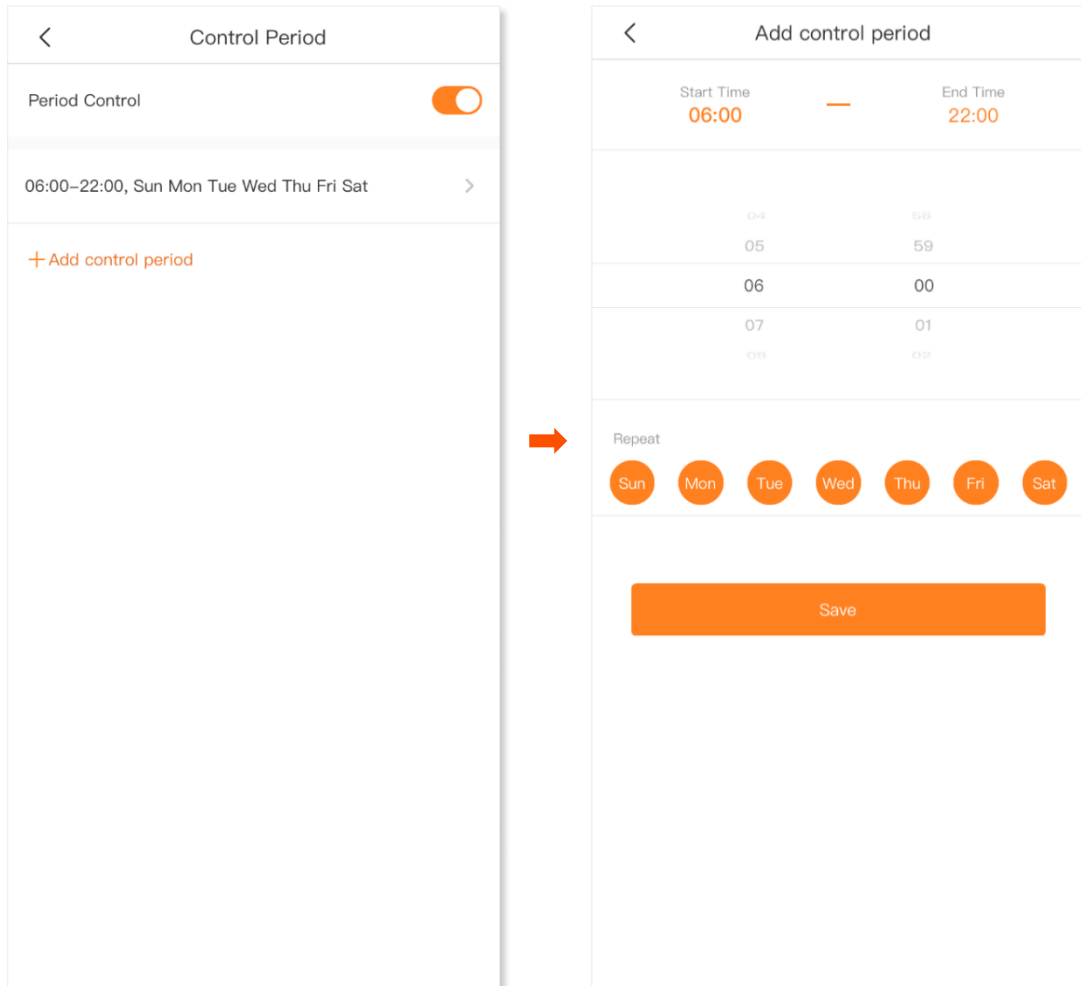 Control Period
Period Control
06:00–22:00, Sun Mon Tue Wed Thu Fri Sat
+Add control period
Add control period
Start Time
06:00
—
End Time
22:00
04 58
05 59
06 00
07 01
08 02
Repeat
Sun Mon Tue Wed Thu Fri Sat
Save